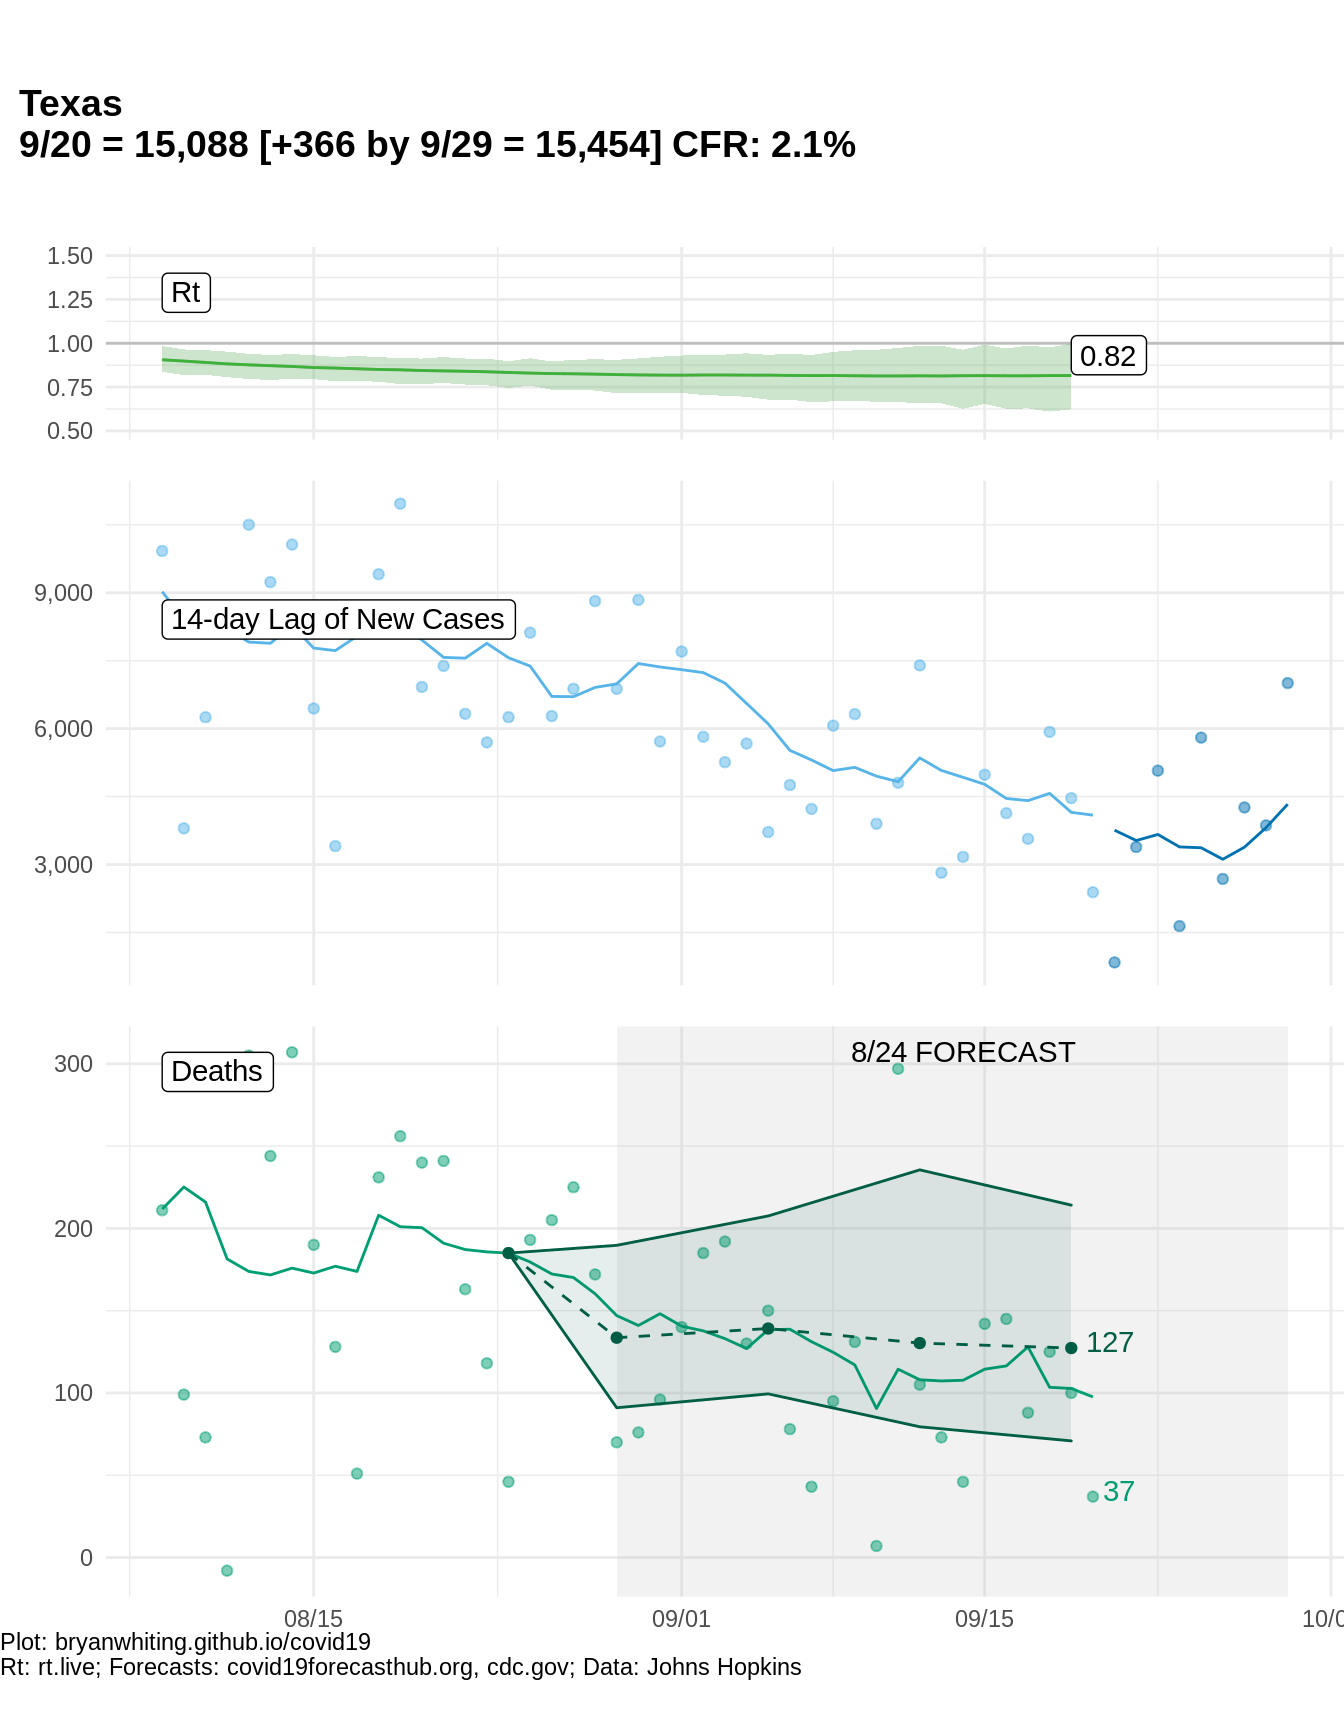 Texas
9/20 = 15,088 [+366 by 9/29 = 15,454] CFR: 2.1%
1.50
Rt
1.25
1.00
0.82
0.75
0.50
9,000
14-day Lag of New Cases
6,000
3,000
8/24 FORECAST
300
Deaths
200
127
100
37
0
08/15
09/01
09/15
10/0
Plot: bryanwhiting.github.io/covid19
Rt: rt.live; Forecasts: covid19forecasthub.org, cdc.gov; Data: Johns Hopkins